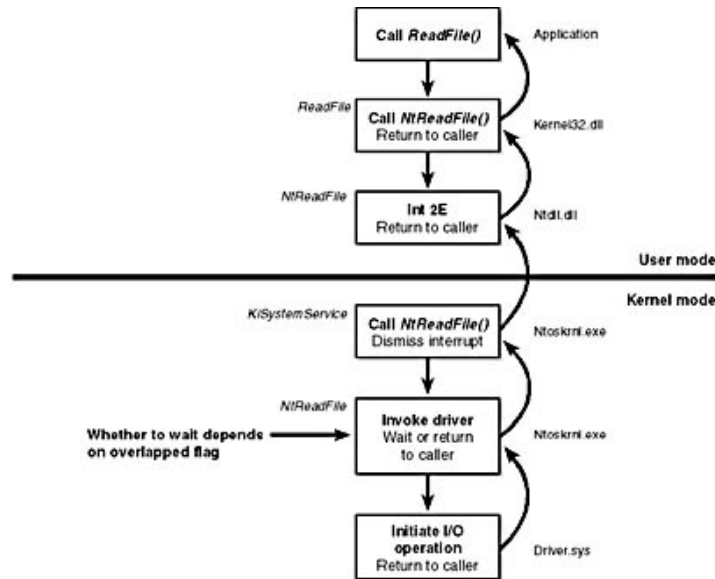 Call ReadFile()
Application
ReadFile
Call NtReadFile()
Return to caller
Kernel32.dll
NtReadFile
Int 2E
Return to caller
Ntdll.dll
User mode
Kernel mode
KiSystemService
Call NtReadFile()
Dismiss interrupt
Ntoskrnl.exe
NtReadFile
Invoke driver
Wait or return
to caller
Whether to wait depends
on overlapped flag
Ntoskrnl.exe
Initiate I/O
operation
Return to caller
Driver.sys